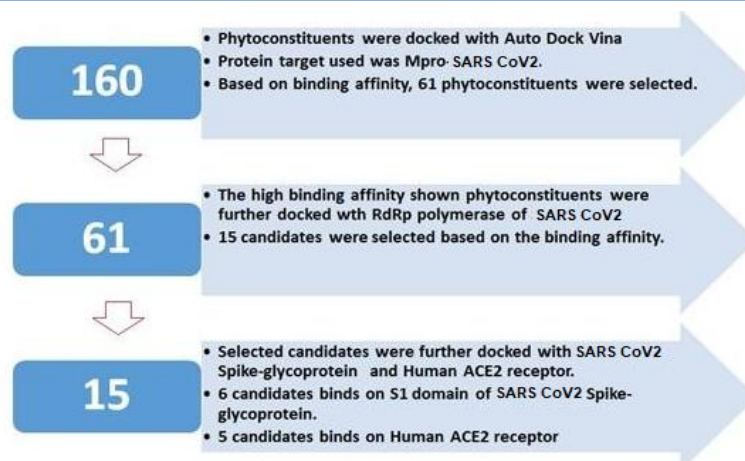 160
• Phytoconstituents were docked with Auto Dock Vina
• Protein target used was Mpro- SARS CoV2.
• Based on binding affinity, 61 phytoconstituents were selected.
61
• The high binding affinity shown phytoconstituents were
further docked wth RdRp polymerase of SARS CoV2
• 15 candidates were selected based on the binding affinity.
15
• Selected candidates were further docked with SARS CoV2
Spike-glycoprotein and Human ACE2 receptor.
• 6 candidates binds on S1 domain of SARS CoV2 Spike-
glycoprotein.
• 5 candidates binds on Human ACE2 receptor